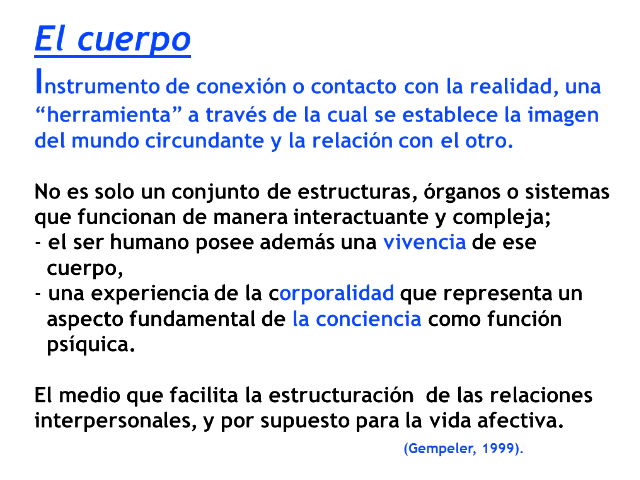 El cuerpo
Instrumento de conexión o contacto con la realidad, una
“herramienta” a través de la cual se establece la imagen
del mundo circundante y la relación con el otro.
No es solo un conjunto de estructuras, órganos o sistemas
que funcionan de manera interactuante y compleja;
- el ser humano posee además una vivencia de ese
cuerpo,
- una experiencia de la corporalidad que representa un
aspecto fundamental de la conciencia como función
psíquica.
El medio que facilita la estructuración de las relaciones
interpersonales, y por supuesto para la vida afectiva.
(Gempeler, 1999).